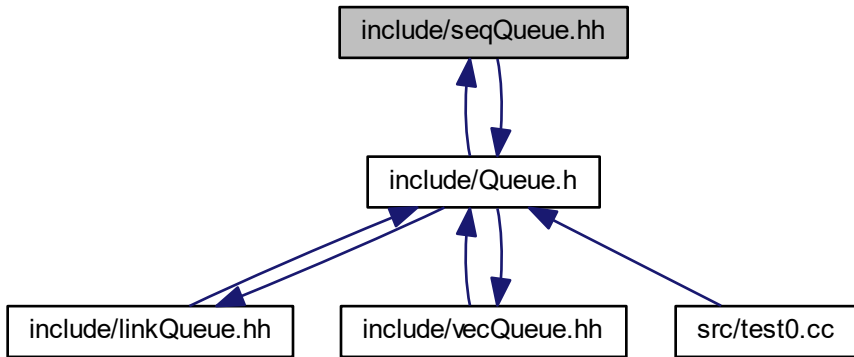 include/seqQueue.hh
include/Queue.h
include/linkQueue.hh
include/vecQueue.hh
src/test0.cc